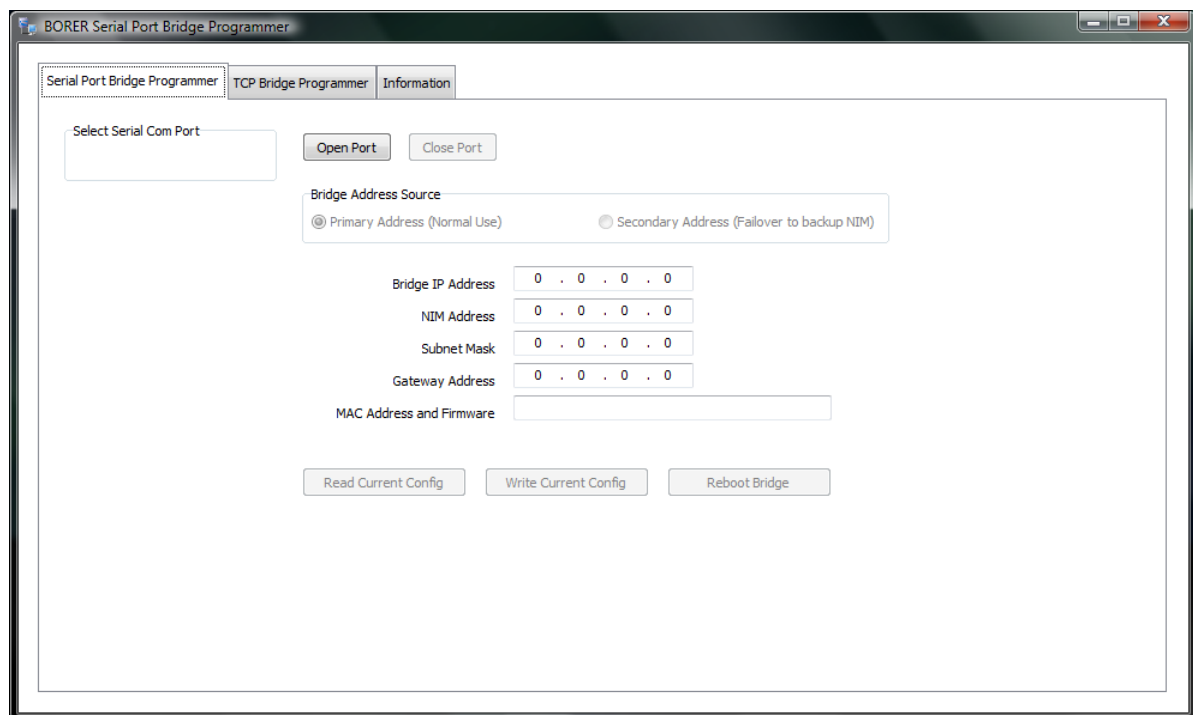 BORER Serial Port Bridge Programmer
Serial Port Bridge Programmer TCP Bridge Programmer Information
Select Serial Com Port
Open Port Close Port
Bridge Address Source
Primary Address (Normal Use) Secondary Address (Failover to backup NIM)
Bridge IP Address 0 . 0 . 0 . 0
NIM Address 0 . 0 . 0 . 0
Subnet Mask 0 . 0 . 0 . 0
Gateway Address 0 . 0 . 0 . 0
MAC Address and Firmware
Read Current Config Write Current Config Reboot Bridge